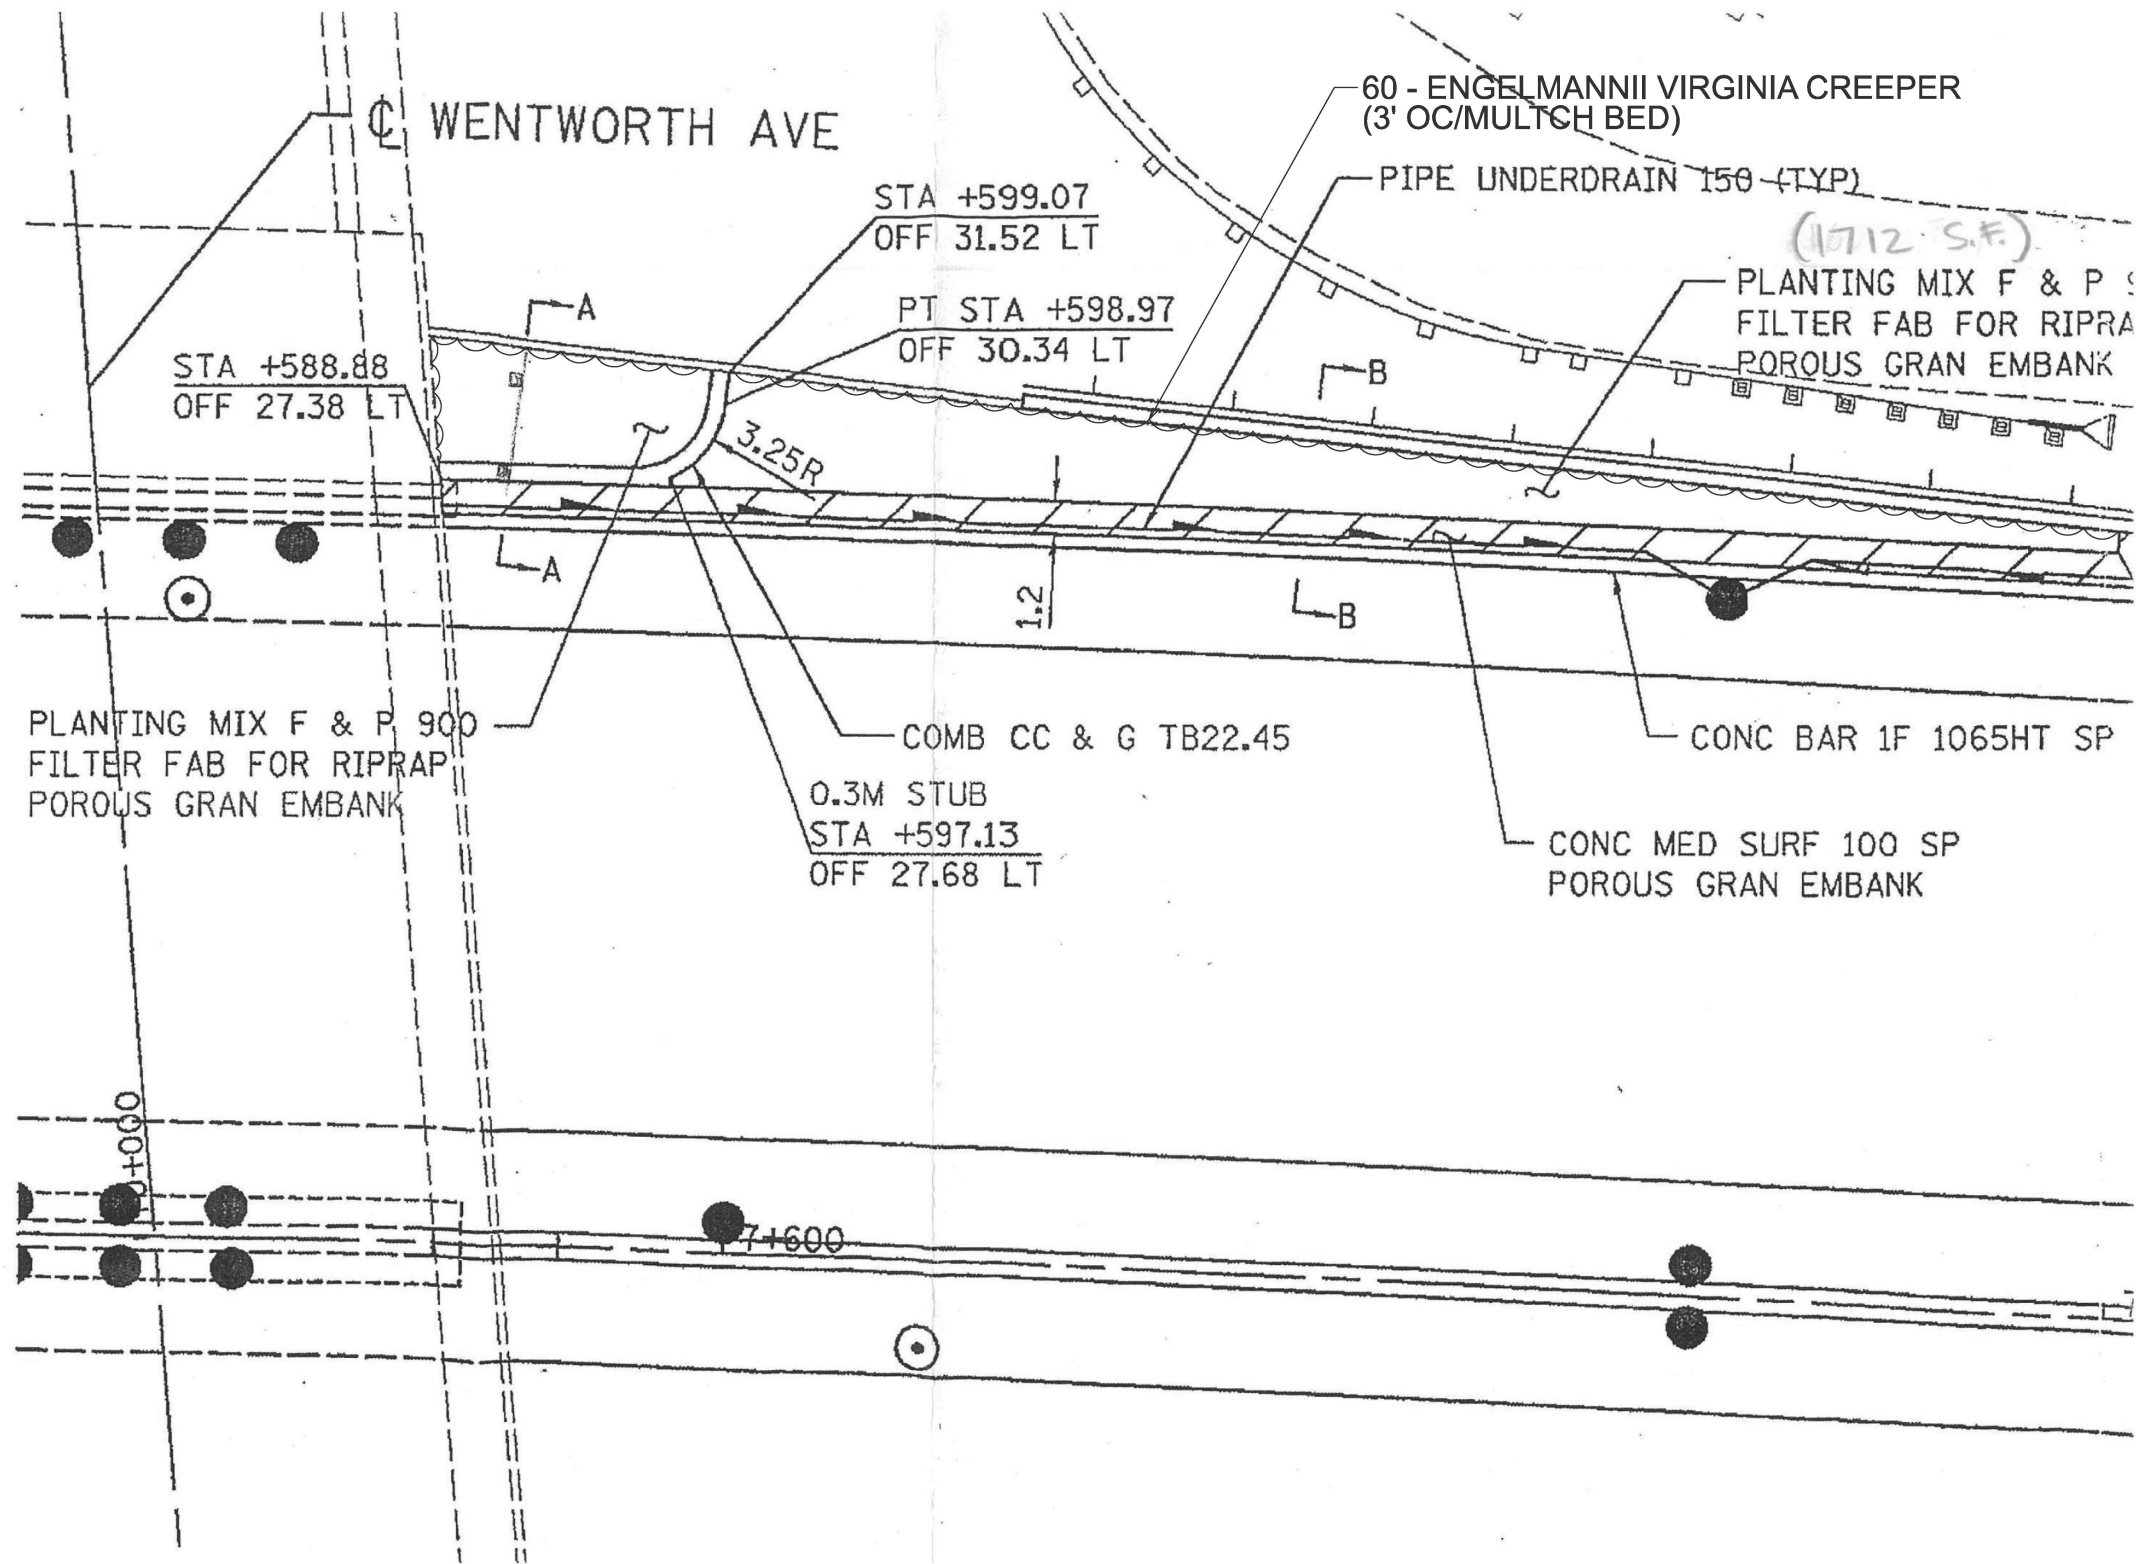 60 - ENGELMANNII VIRGINIA CREEPER
(3' OC/MULTCH BED)
℄ WENTWORTH AVE
PIPE UNDERDRAIN 150 (TYP)
STA +599.07
OFF 31.52 LT
(1712 S.F.)
PLANTING MIX F & P
FILTER FAB FOR RIPRA
POROUS GRAN EMBANK
A
PT STA +598.97
OFF 30.34 LT
STA +588.88
OFF 27.38 LT
B
3.25R
A
1.2
B
PLANTING MIX F & P 900
FILTER FAB FOR RIPRAP
POROUS GRAN EMBANK
COMB CC & G TB22.45
CONC BAR 1F 1065HT SP
0.3M STUB
STA +597.13
OFF 27.68 LT
CONC MED SURF 100 SP
POROUS GRAN EMBANK
0+000
7+600